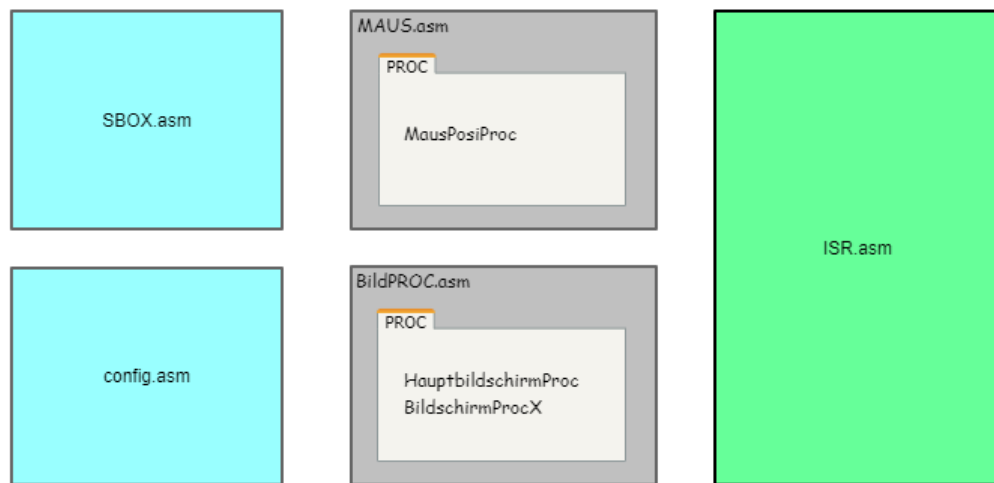 SBOX.asm
MAUS.asm
PROC
MausPosiProc
ISR.asm
config.asm
BildPROC.asm
PROC
HauptbildschirmProc
BildschirmProcX